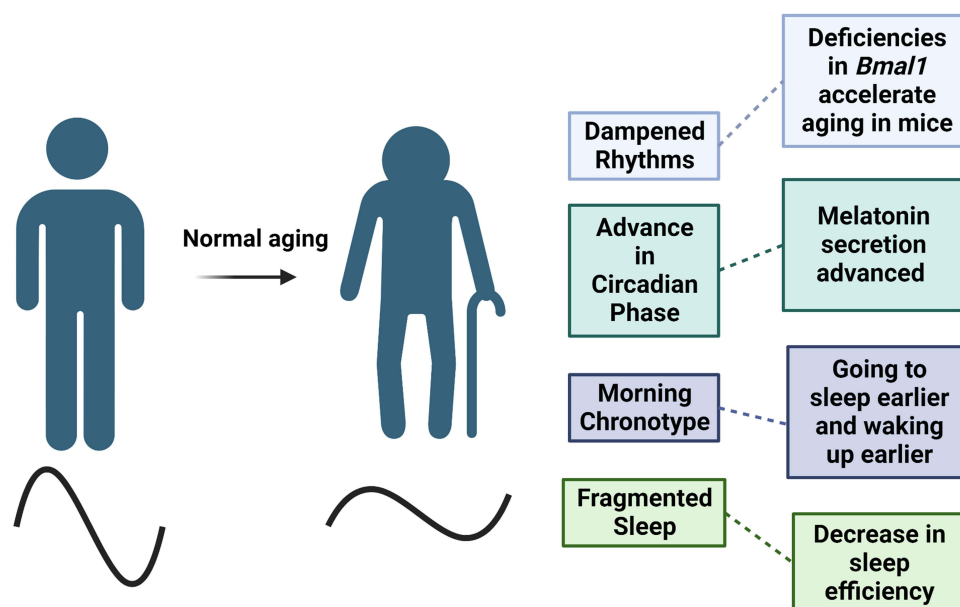 Normal aging
Dampened
Rhythms
Deficiencies
in Bmal1
accelerate
aging in mice
Advance
in
Circadian
Phase
Melatonin
secretion
advanced
Morning
Chronotype
Going to
sleep earlier
and waking
up earlier
Fragmented
Sleep
Decrease in
sleep
efficiency